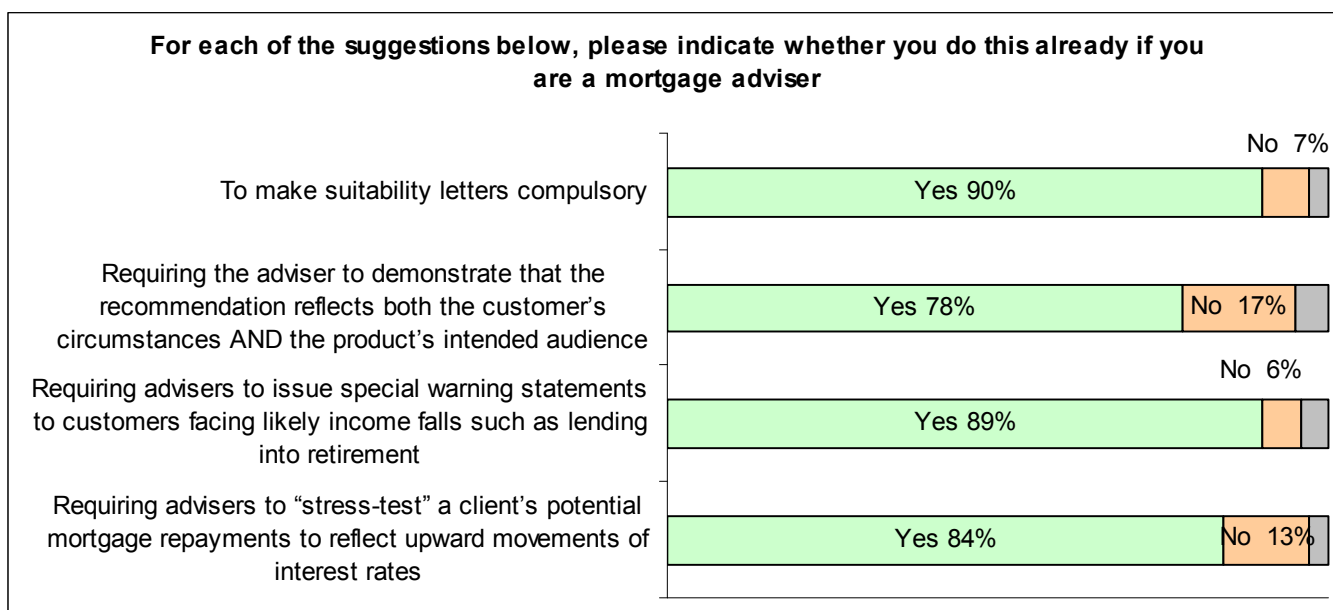 For each of the suggestions below, please indicate whether you do this already if you
are a mortgage adviser
No 7%
To make suitability letters compulsory
Yes 90%
Requiring the adviser to demonstrate that the
recommendation reflects both the customer’s
circumstances AND the product’s intended audience
Yes 78%
No 17%
No 6%
Requiring advisers to issue special warning statements
to customers facing likely income falls such as lending
into retirement
Yes 89%
Requiring advisers to “stress-test” a client’s potential
mortgage repayments to reflect upward movements of
interest rates
Yes 84%
No 13%